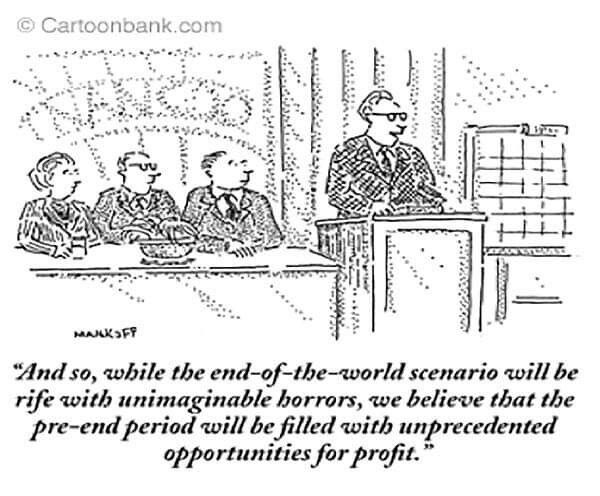 © Cartoonbank.com
MANKOFF
"And so, while the end-of-the-world scenario will be
rife with unimaginable horrors, we believe that the
pre-end period will be filled with unprecedented
opportunities for profit."